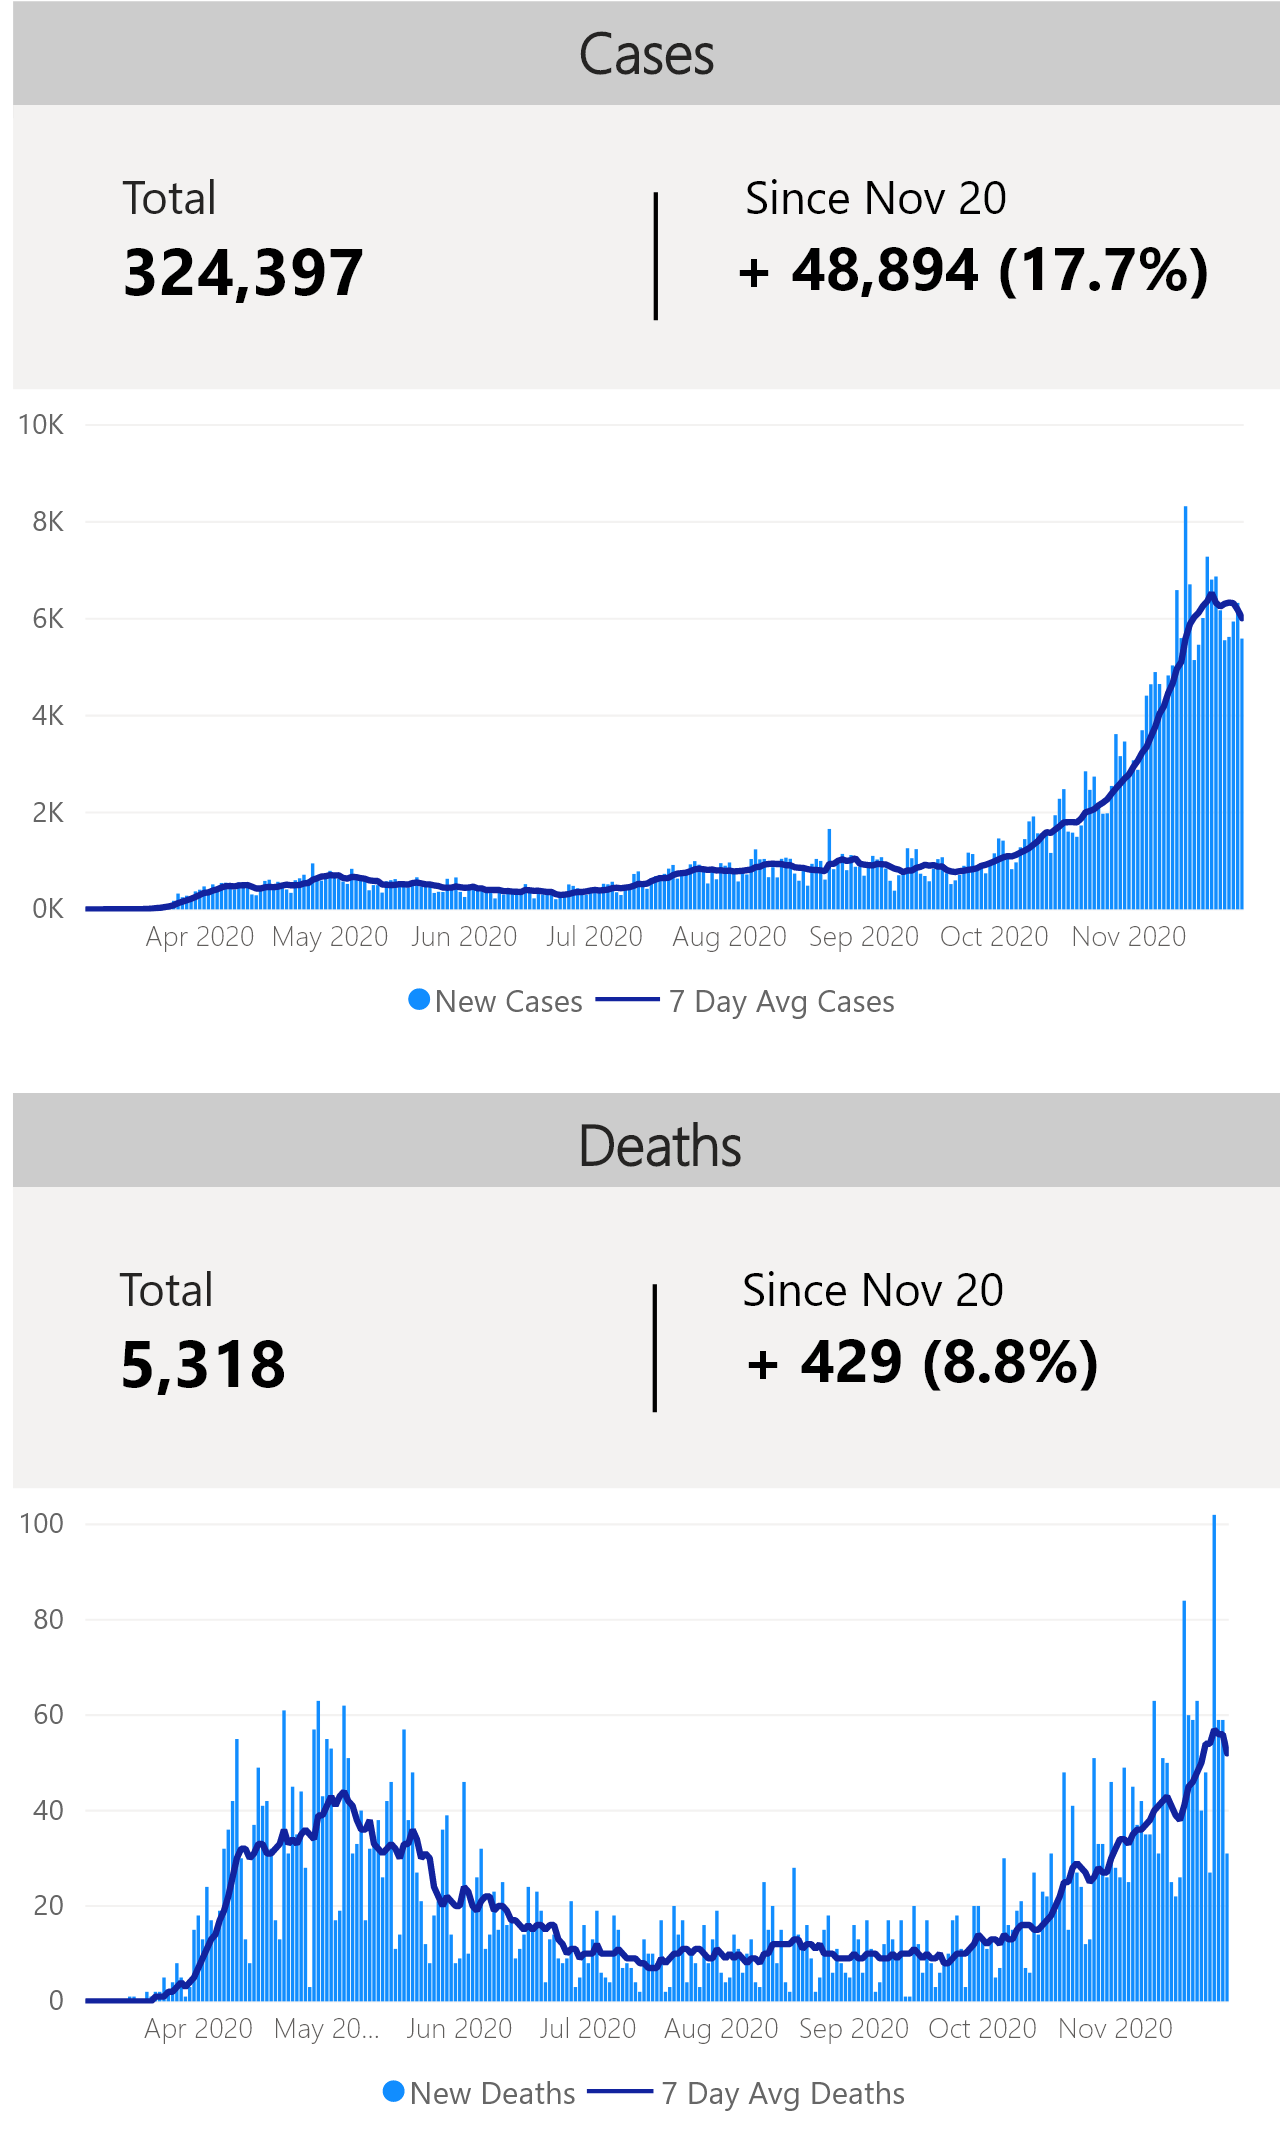 Cases
Total
Since Nov 20
324,397
+ 48,894 (17.7%)
10K
8K
6K
4K
2K
0K
Apr 2020 May 2020 Jun 2020 Jul 2020 Aug 2020 Sep 2020 Oct 2020 Nov 2020
New Cases 7 Day Avg Cases
Deaths
Total
Since Nov 20
5,318
+ 429 (8.8%)
100
80
60
40
20
0
Apr 2020 May 20... Jun 2020 Jul 2020 Aug 2020 Sep 2020 Oct 2020 Nov 2020
New Deaths 7 Day Avg Deaths